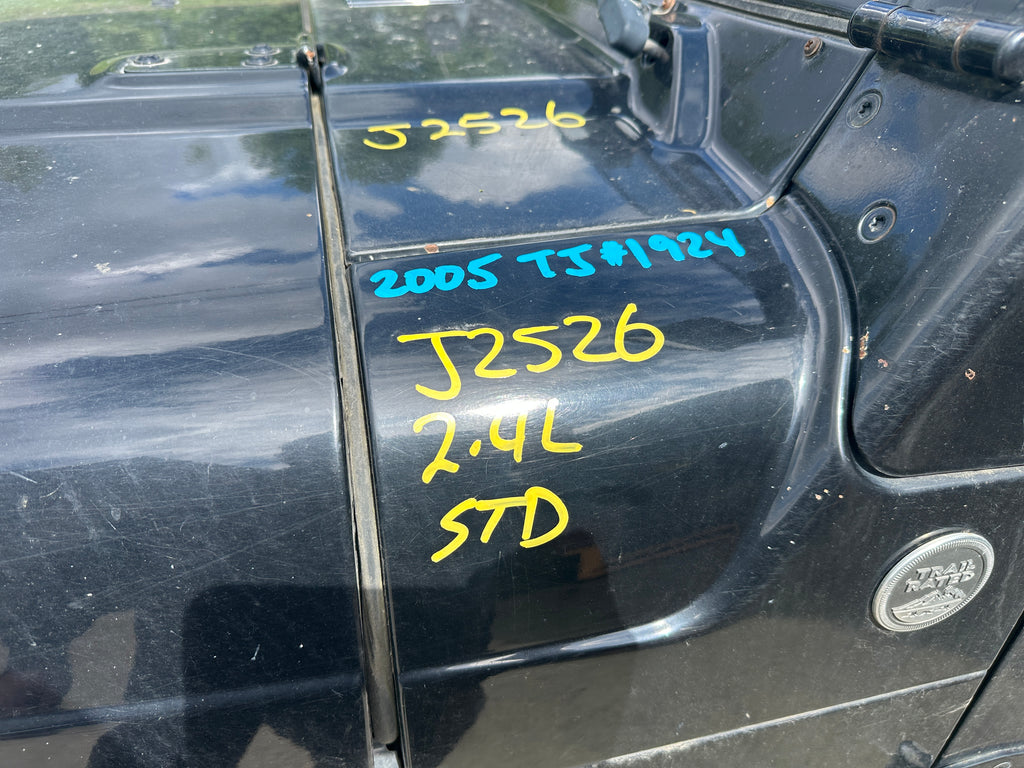 J2526
2005 TJ#1924
J2526
2.4L
STD
TRAIL
RATED